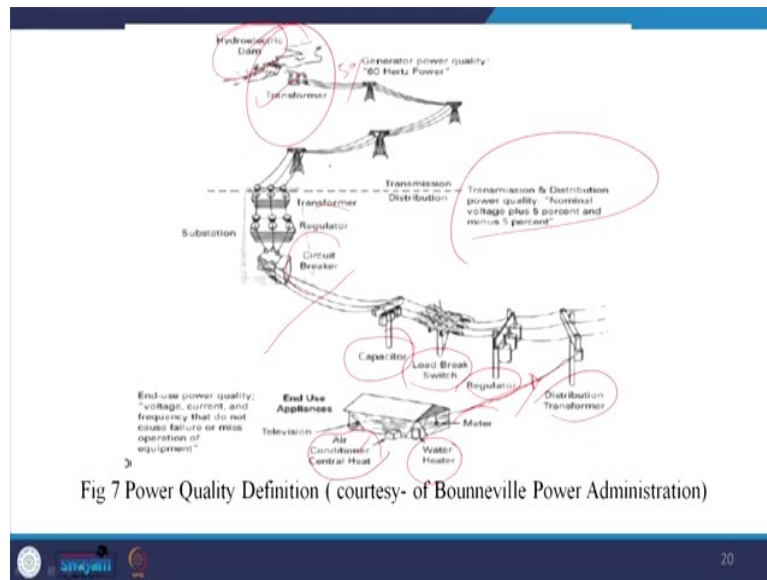 Hydroelectric
Dam
50
Generator power quality:
"60 Hertz Power"
Transformer
Transmission
Distribution
Transmission & Distribution
power quality: "Nominal
voltage plus 5 percent and
minus 5 percent"
Transformer
Regulator
Substation
Circuit
Breaker
Capacitor
Load Break
Switch
Regulator
Distribution
Transformer
End-use power quality:
"voltage, current, and
frequency that do not
cause failure or miss
operation of
equipment"
End Use
Appliances
Television
Meter
Air
Conditioner
Central Heat
Water
Heater
Fig 7 Power Quality Definition ( courtesy- of Bounneville Power Administration)
swayam
20